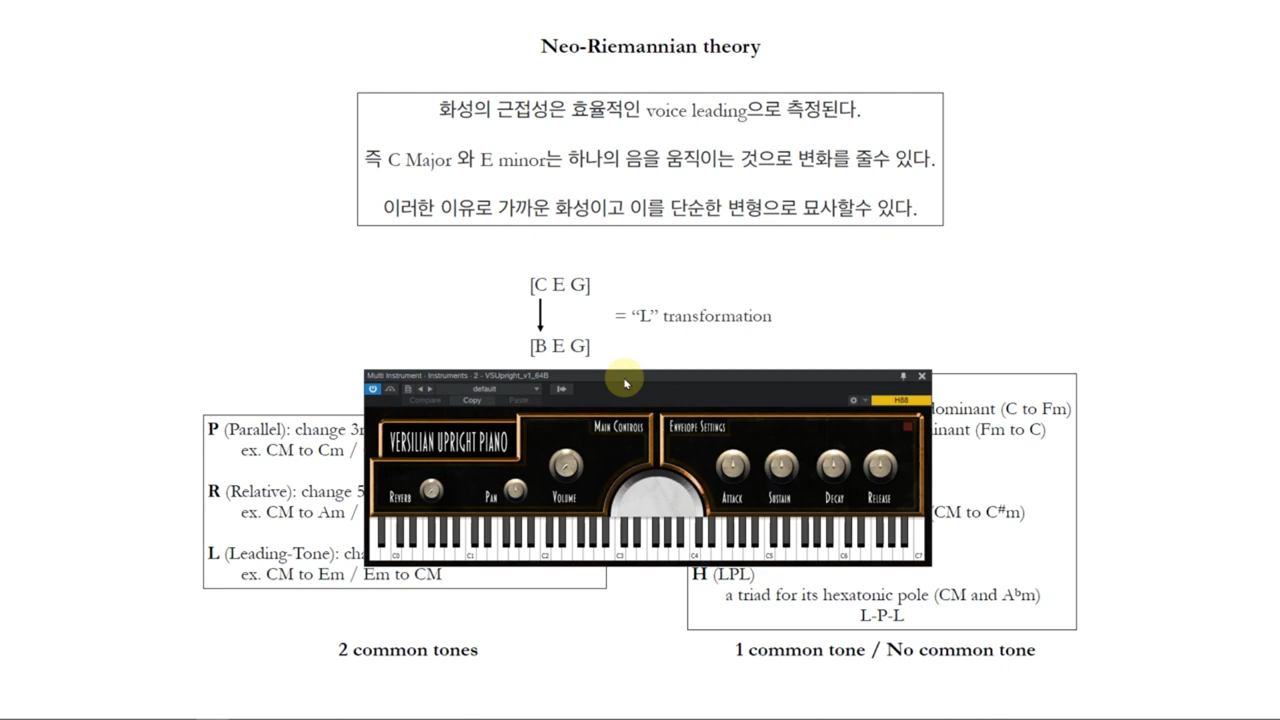 Neo-Riemannian theory
화성의 근접성은 효율적인 voice leading으로 측정된다.
즉 C Major 와 E minor는 하나의 음을 움직이는 것으로 변화를 줄수 있다.
이러한 이유로 가까운 화성이고 이를 단순한 변형으로 묘사할수 있다.
[C E G]
= “L” transformation
[B E G]
Multi Instrument - Instruments - 2 - VSUpright_v1_64B
default
Compare Copy Paste
H88
VERSILIAN UPRIGHT PIANO
MAIN CONTROLS
ENVELOPE SETTINGS
REVERB PAN VOLUME ATTACK SUSTAIN DECAY RELEASE
C0 C1 C2 C3 C4 C5 C6 C7
P (Parallel): change
ex. CM to Cm /
R (Relative): change
ex. CM to Am /
L (Leading-Tone):
ex. CM to Em / Em to CM
2 common tones
(C to Fm)
(Fm to C)
(CM to C#m)
H (LPL)
a triad for its hexatonic pole (CM and A♭m)
L-P-L
1 common tone / No common tone